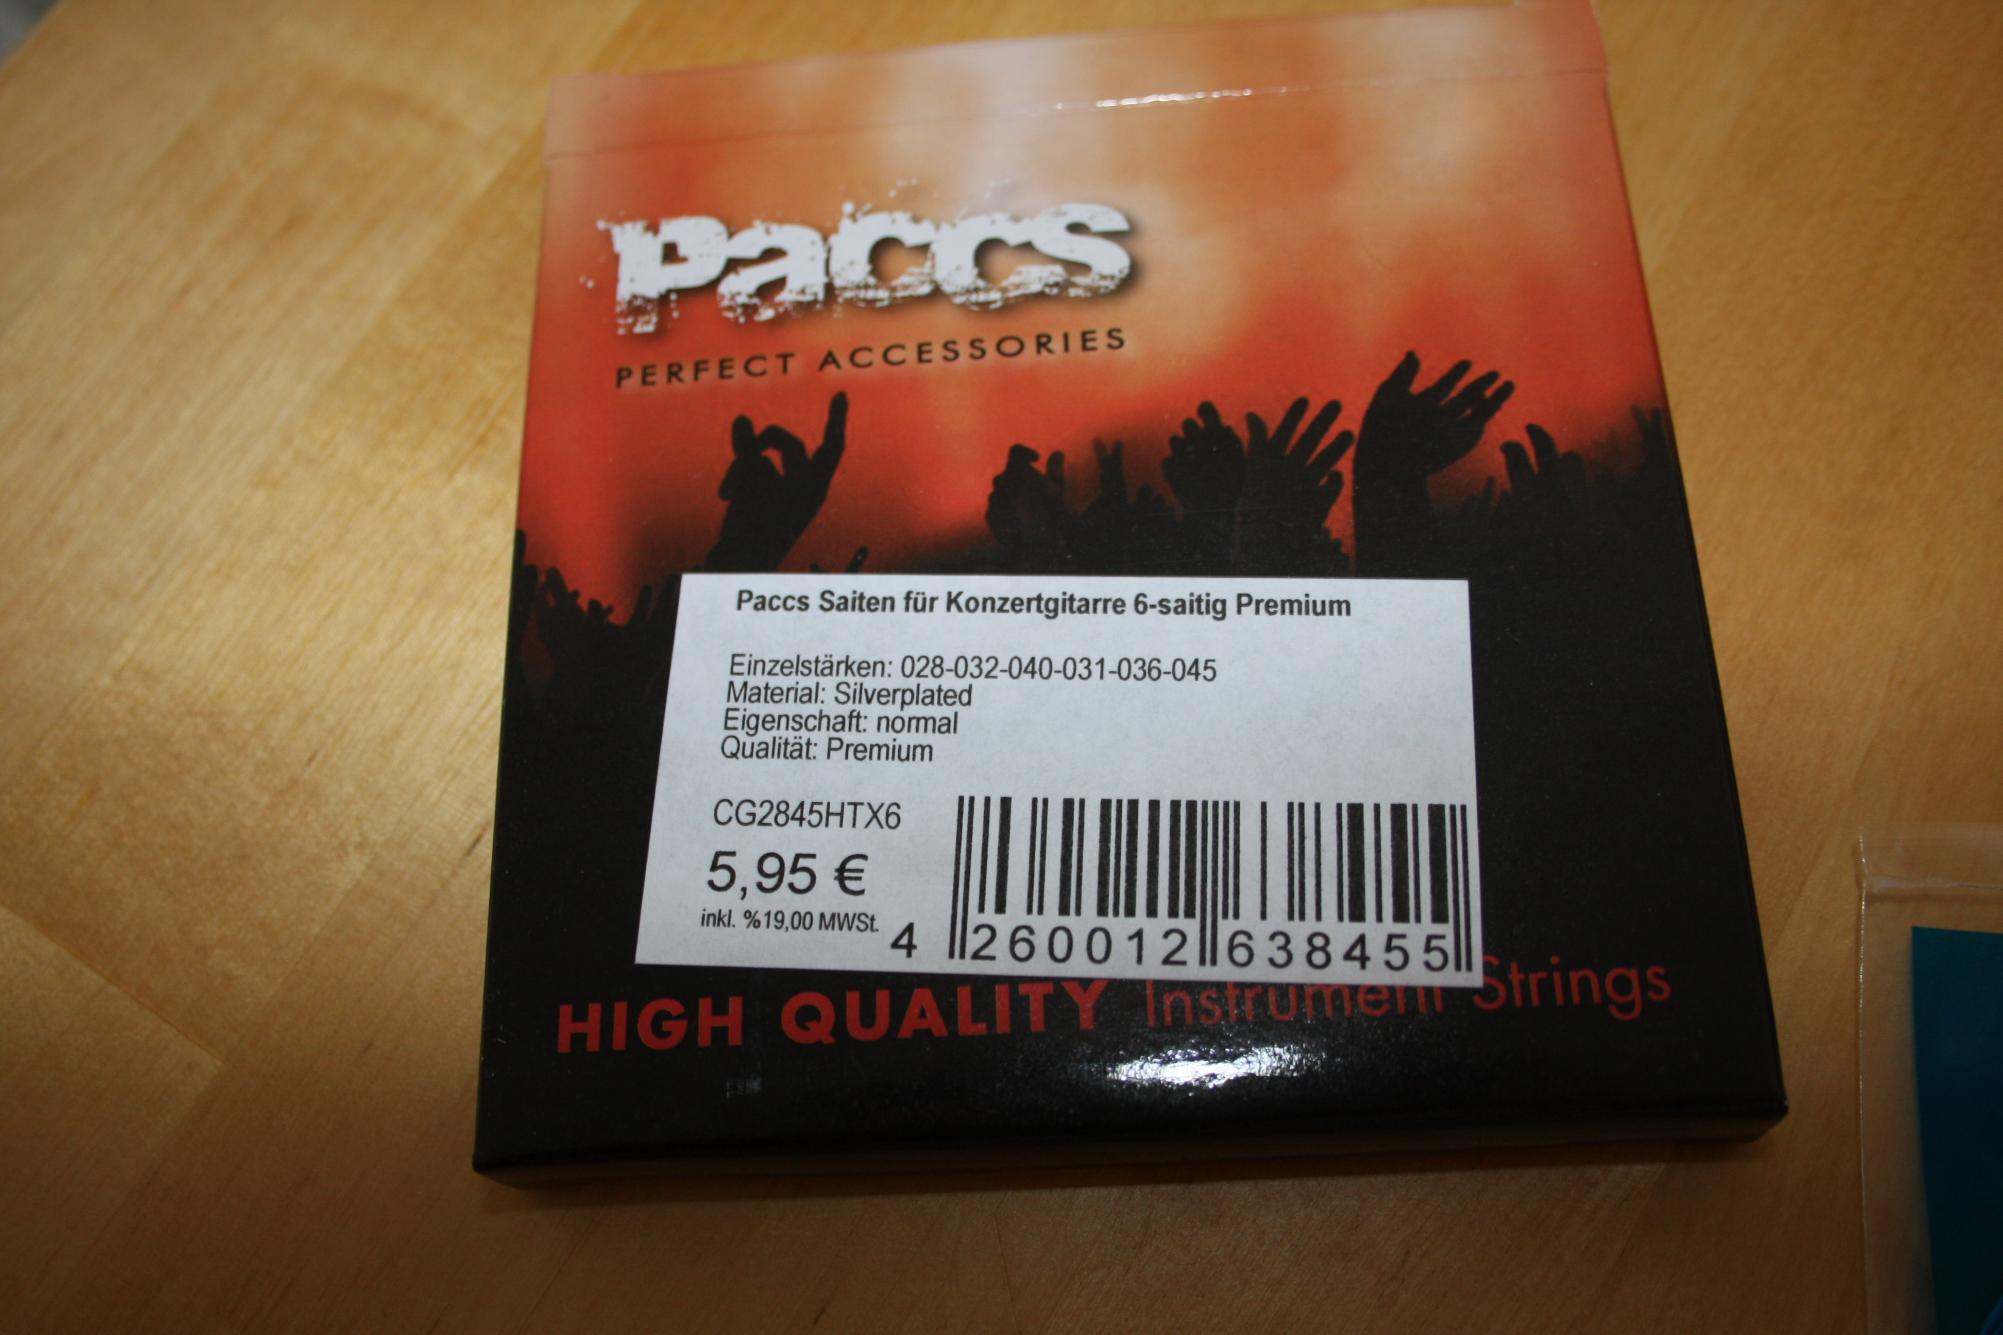 Paccs
PERFECT ACCESSORIES
Paccs Saiten für Konzertgitarre 6-saitig Premium
Einzelstärken: 028-032-040-031-036-045
Material: Silverplated
Eigenschaft: normal
Qualität: Premium
CG2845HTX6
5,95 €
inkl. %19,00 MWSt.
4 260012 638455
HIGH QUALITY Instrument Strings